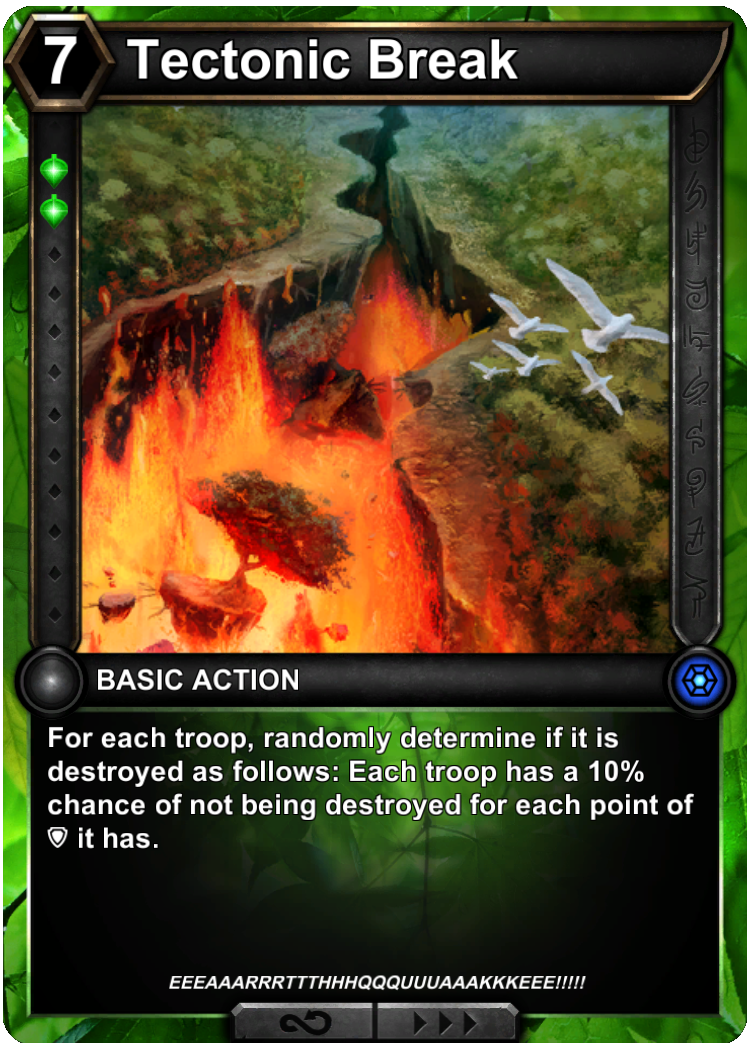 7
Tectonic Break
BASIC ACTION
For each troop, randomly determine if it is
destroyed as follows: Each troop has a 10%
chance of not being destroyed for each point of
it has.
EEEAAARRRTTTHHHQQQUUUAAAKKKEEE!!!!!